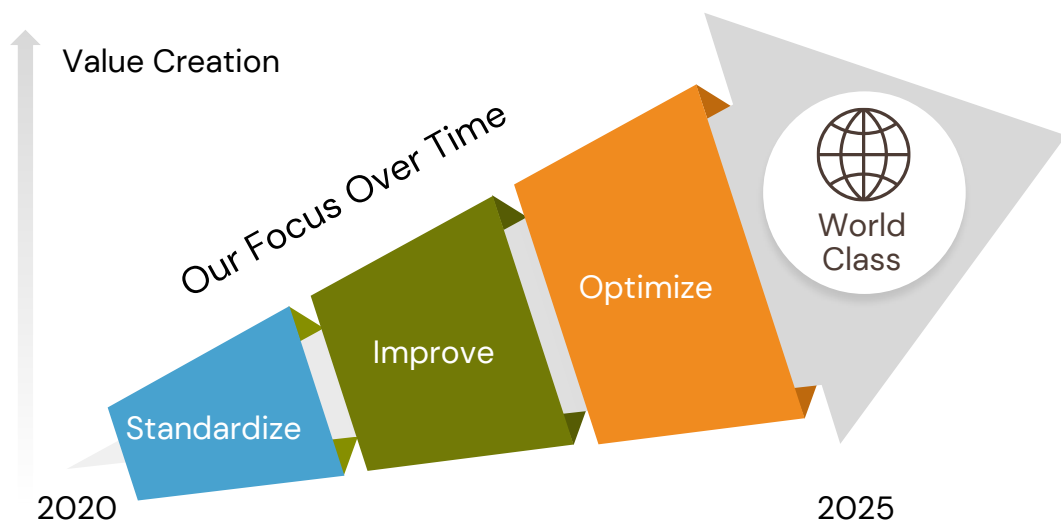 Value Creation
Our Focus Over Time
Standardize
Improve
Optimize
World
Class
2020
2025